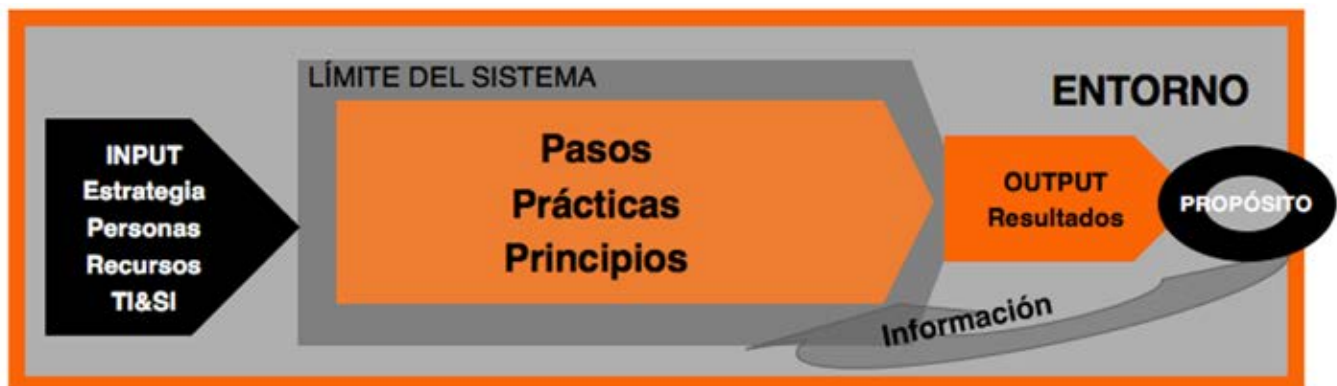 LÍMITE DEL SISTEMA
ENTORNO
INPUT
Estrategia
Personas
Recursos
TI&SI
Pasos
Prácticas
Principios
OUTPUT
Resultados
PROPÓSITO
Información